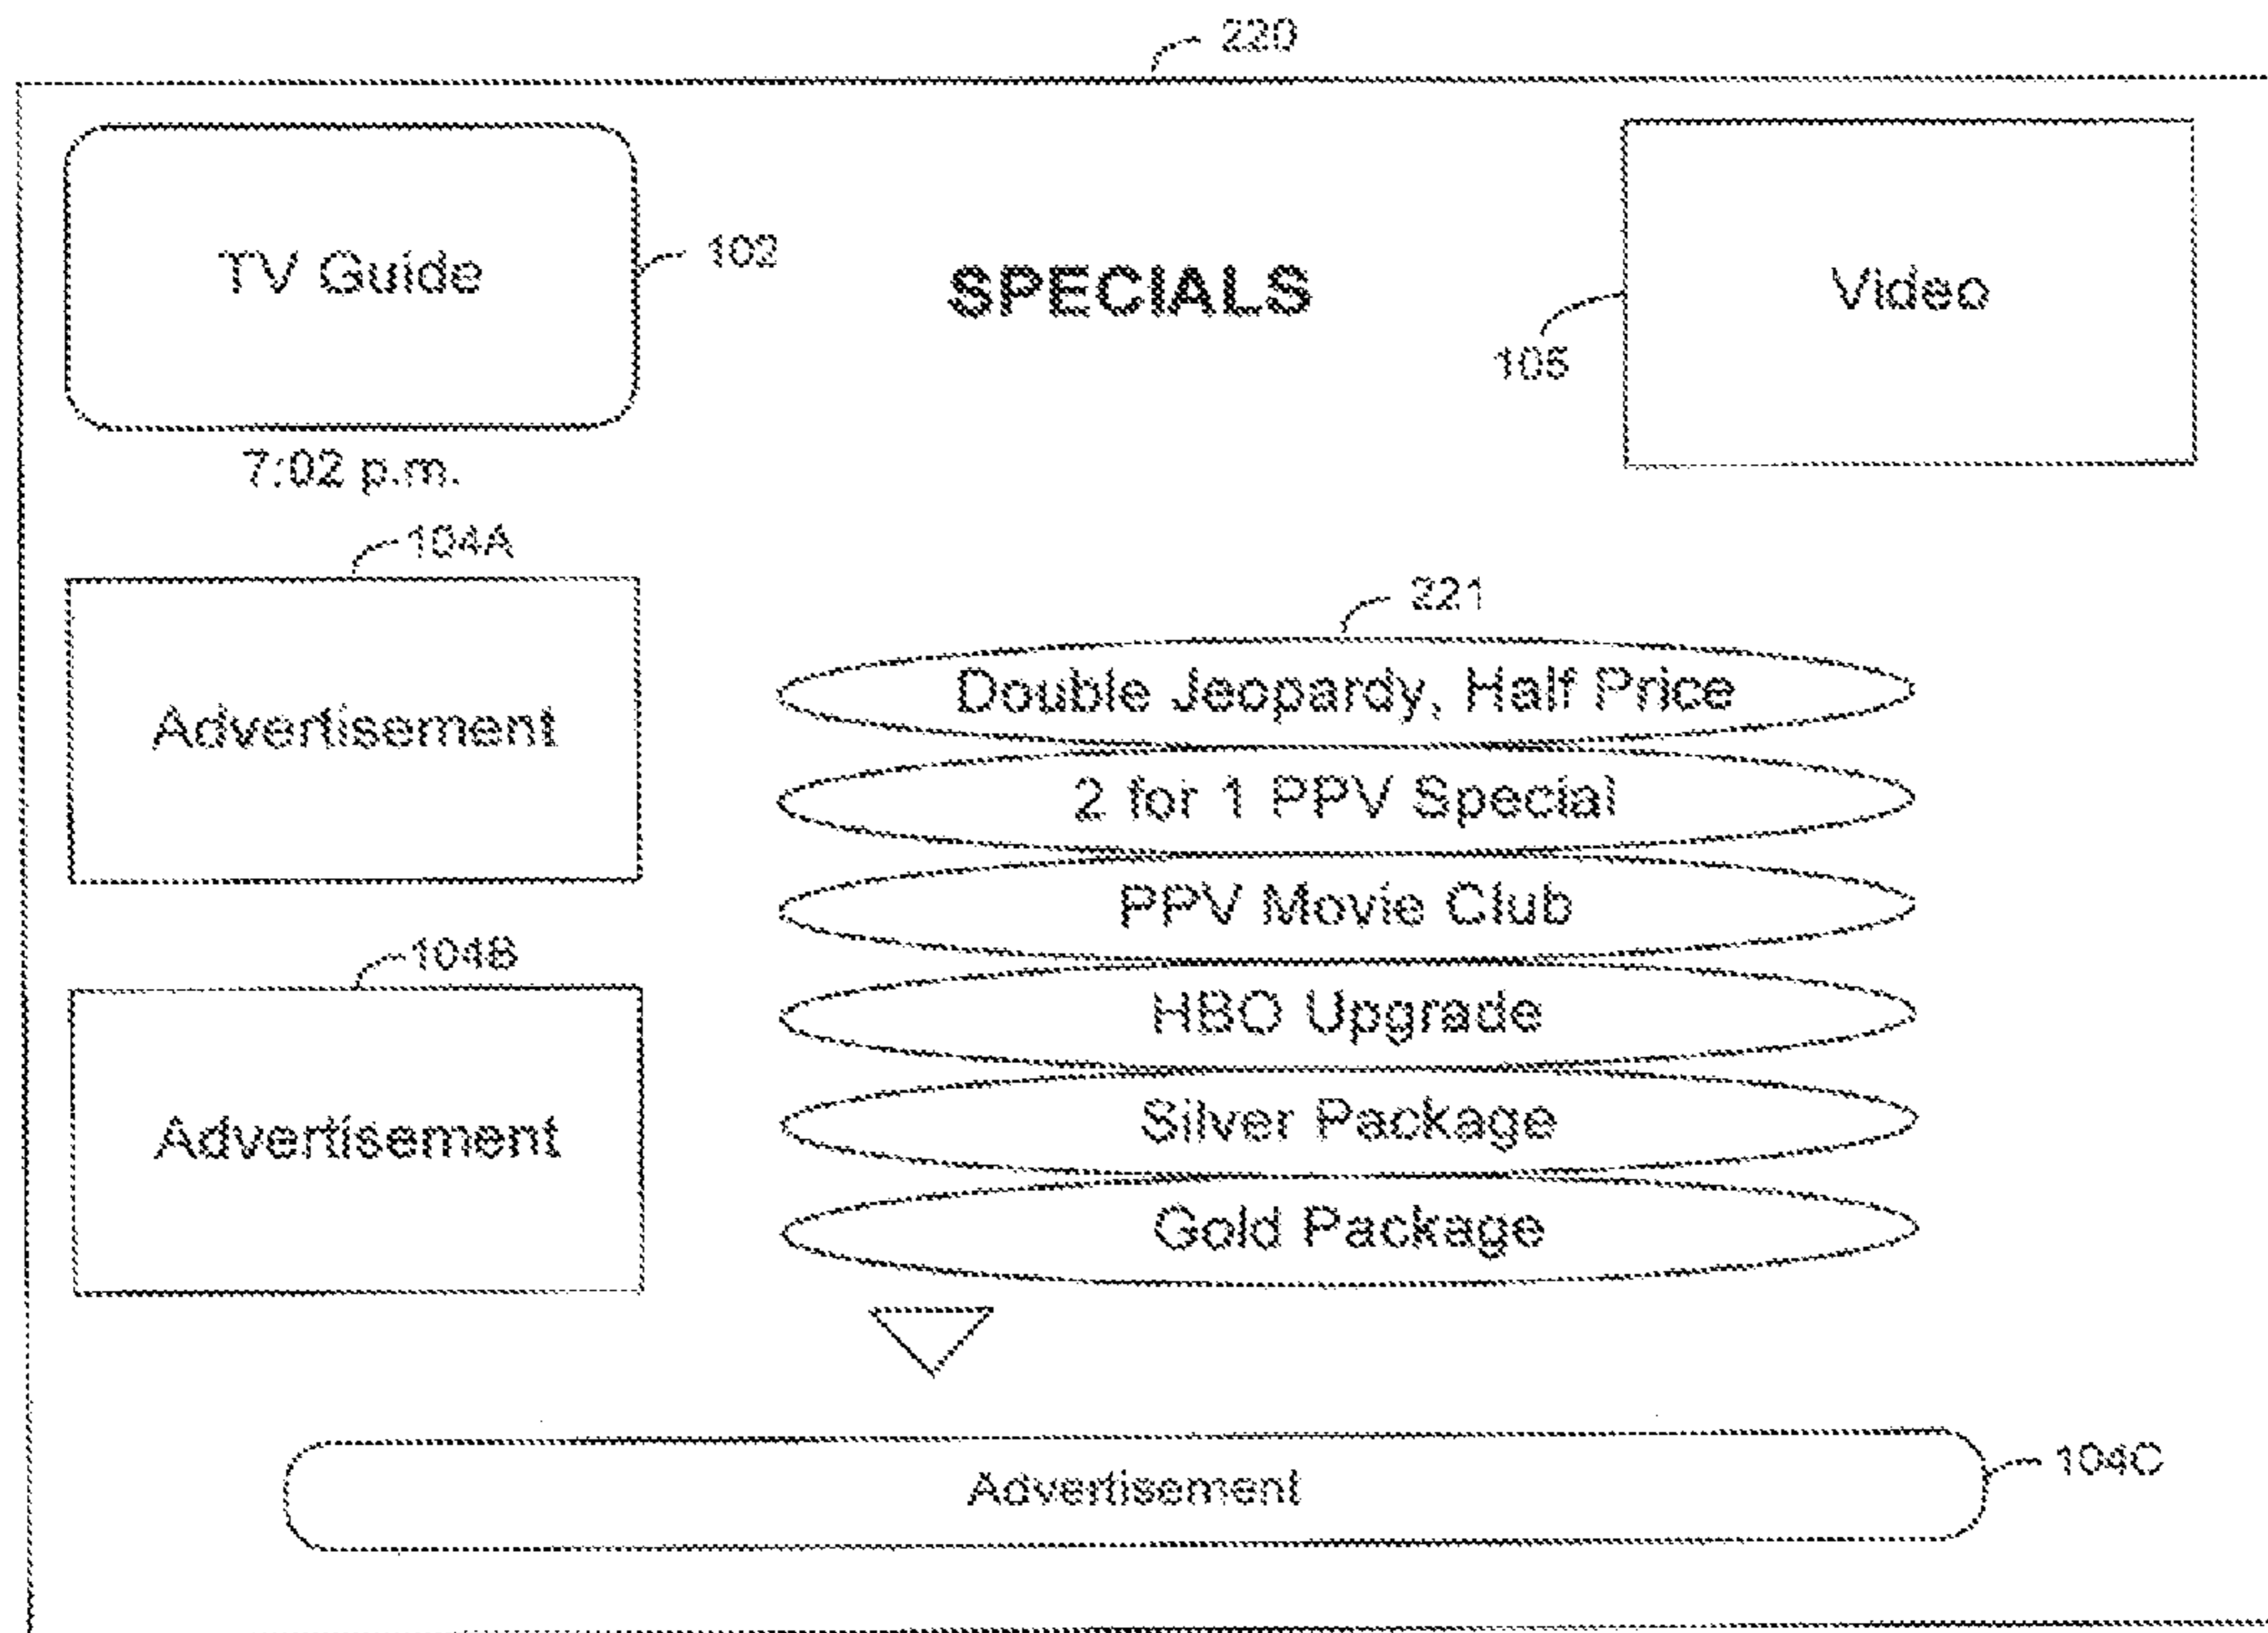 220
TV Guide
102
SPECIALS
Video
105
7:02 p.m.
104A
Advertisement
221
Double Jeopardy, Half Price
2 for 1 PPV Special
PPV Movie Club
104B
HBO Upgrade
Advertisement
Silver Package
Gold Package
Advertisement
104C